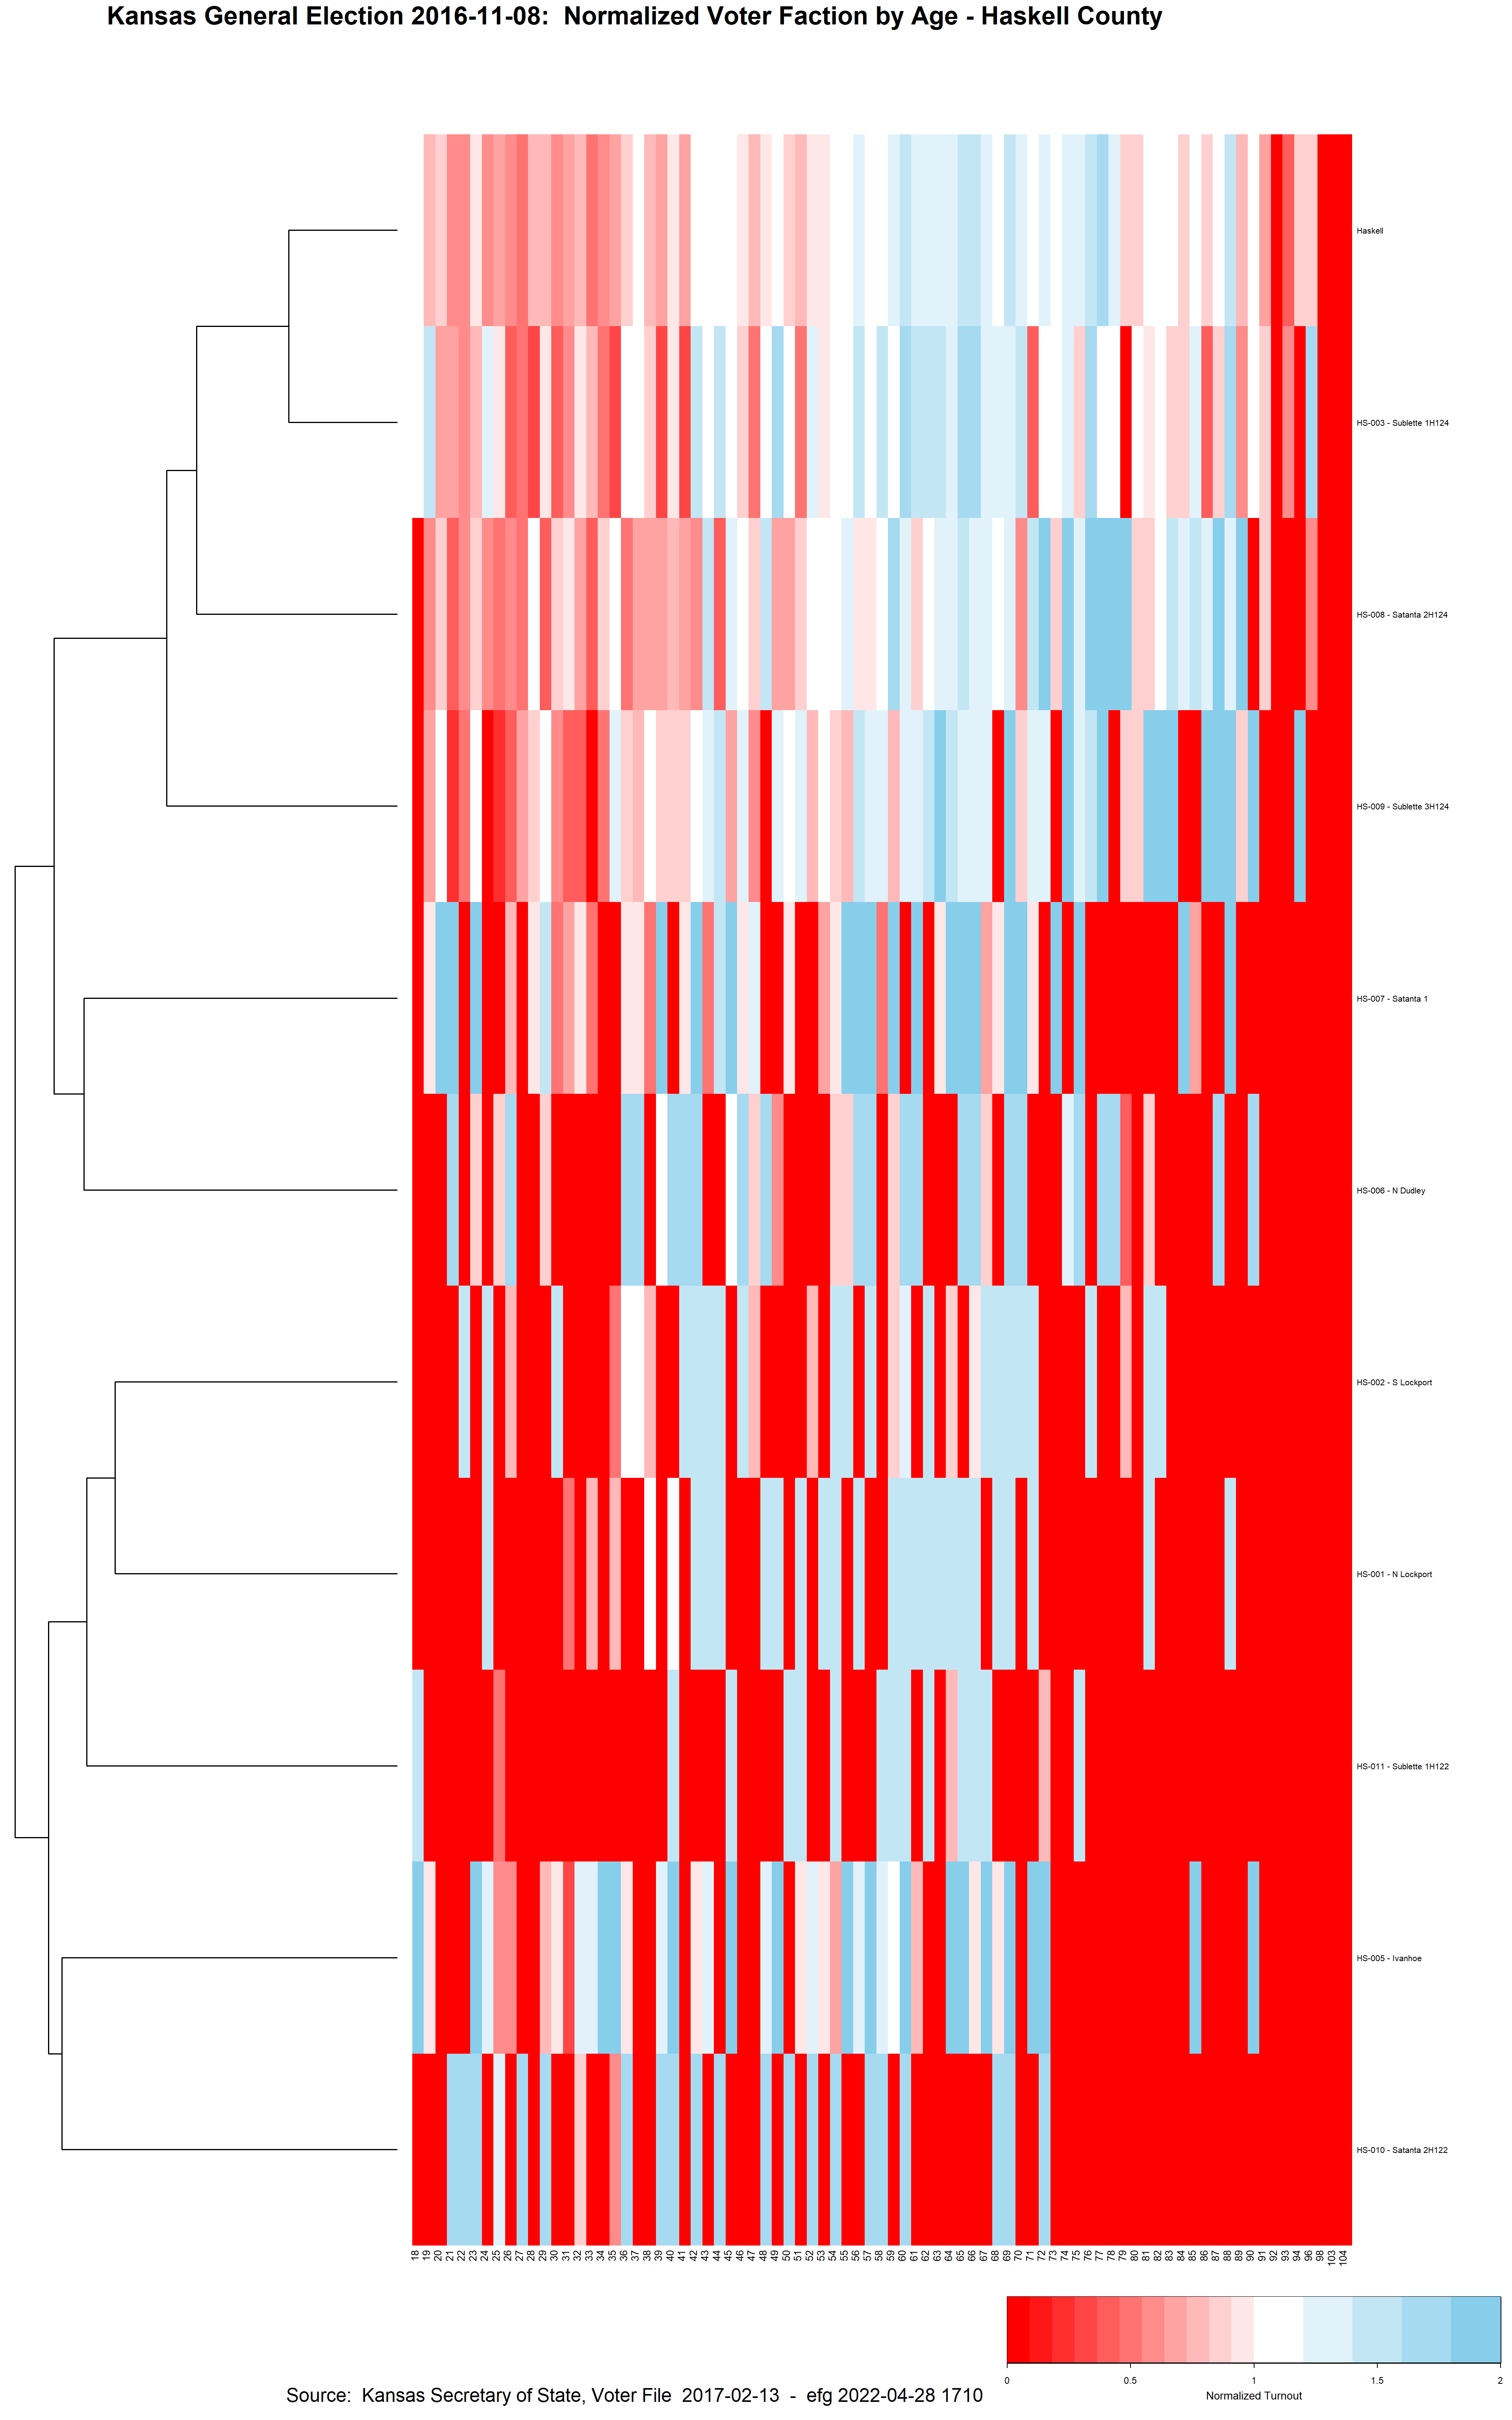 Kansas General Election 2016-11-08:  Normalized Voter Faction by Age - Haskell County
Haskell
HS-003 - Sublette 1H124
HS-008 - Satanta 2H124
HS-009 - Sublette 3H124
HS-007 - Satanta 1
HS-006 - N Dudley
HS-002 - S Lockport
HS-001 - N Lockport
HS-011 - Sublette 1H122
HS-005 - Ivanhoe
HS-010 - Satanta 2H122
18 19 20 21 22 23 24 25 26 27 28 29 30 31 32 33 34 35 36 37 38 39 40 41 42 43 44 45 46 47 48 49 50 51 52 53 54 55 56 57 58 59 60 61 62 63 64 65 66 67 68 69 70 71 72 73 74 75 76 77 78 79 80 81 82 83 84 85 86 87 88 89 90 91 92 93 94 96 98 103 104
0 0.5 1 1.5 2
Normalized Turnout
Source:  Kansas Secretary of State, Voter File  2017-02-13  -  efg 2022-04-28 1710